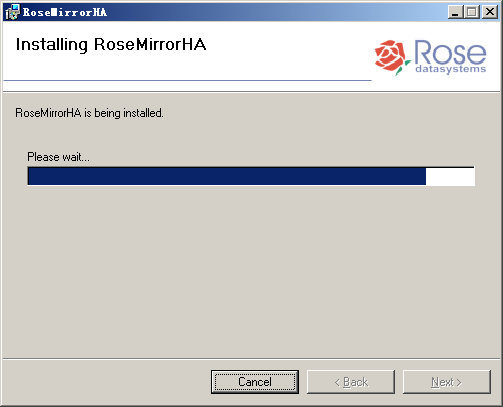 RoseMirrorHA
Installing RoseMirrorHA
Rose
datasystems
RoseMirrorHA is being installed.
Please wait...
Cancel
< Back
Next >